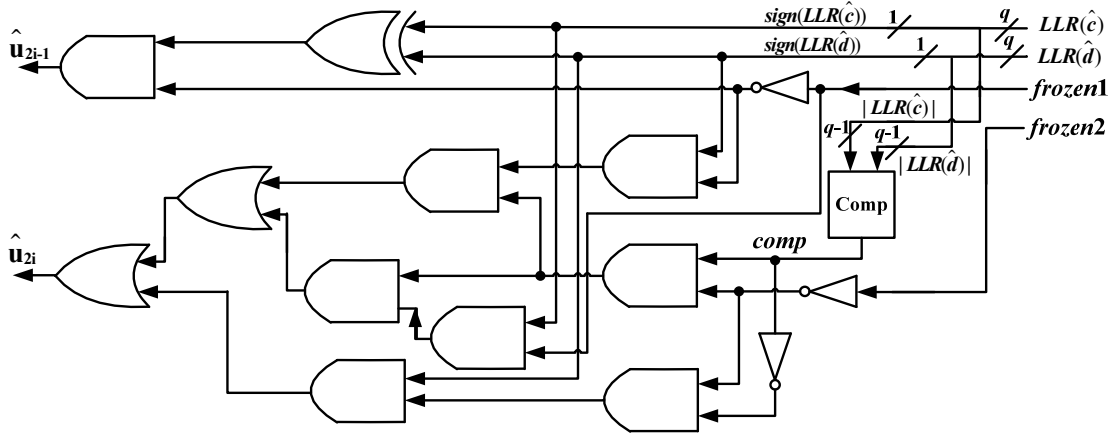 sign(LLR(ĉ)) 1 q LLR(ĉ)
û2i-1 sign(LLR(d̂)) 1 q LLR(d̂)
frozen1
|LLR(ĉ)|
q-1 q-1 frozen2
|LLR(d̂)|
Comp
comp
û2i